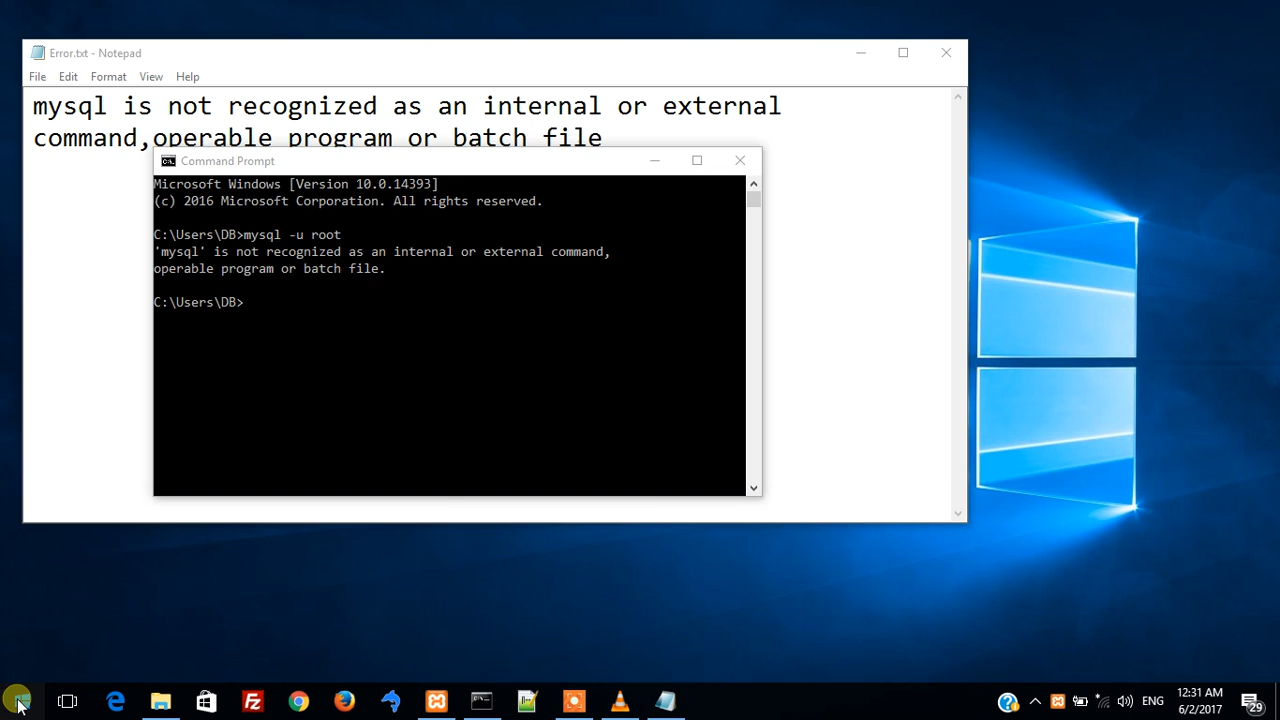 Error.txt - Notepad
File Edit Format View Help
mysql is not recognized as an internal or external
command,operable program or batch file
Command Prompt
Microsoft Windows [Version 10.0.14393]
(c) 2016 Microsoft Corporation. All rights reserved.
C:\Users\DB>mysql -u root
'mysql' is not recognized as an internal or external command,
operable program or batch file.
C:\Users\DB>
ENG
12:31 AM
6/2/2017
29